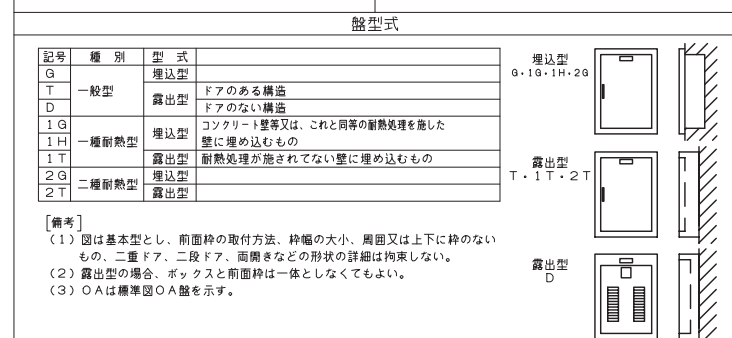 盤型式
記号 種 別 型 式
G 一般型 埋込型
T 露出型 ドアのある構造
D ドアのない構造
1G 一種耐熱型 埋込型 コンクリート壁等又は、これと同等の耐熱処理を施した
1H 壁に埋め込むもの
1T 露出型 耐熱処理が施されてない壁に埋め込むもの
2G 二種耐熱型 埋込型
2T 露出型
[備考]
(1)図は基本型とし、前面枠の取付方法、枠幅の大小、周囲又は上下に枠のない
もの、二重ドア、二段ドア、両開きなどの形状の詳細は拘束しない。
(2)露出型の場合、ボックスと前面枠は一体としなくてもよい。
(3)OAは標準図OA盤を示す。
埋込型
G・1G・1H・2G
露出型
T・1T・2T
露出型
D